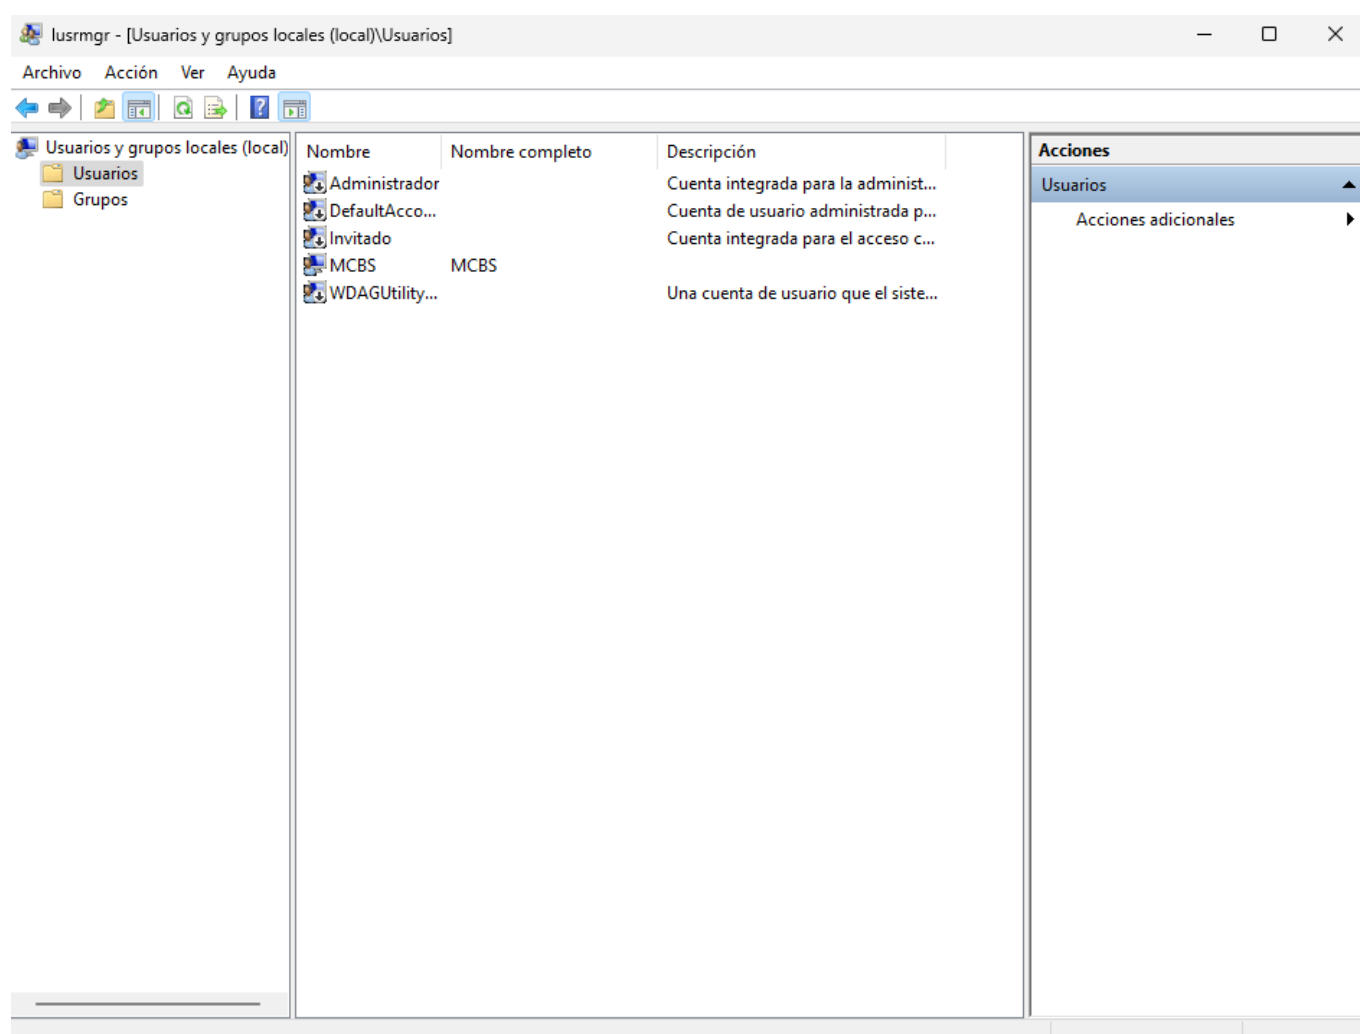 lusrmgr - [Usuarios y grupos locales (local)\Usuarios]
Archivo Acción Ver Ayuda
Usuarios y grupos locales (local)
Usuarios
Grupos
Nombre Nombre completo Descripción
Administrador Cuenta integrada para la administ...
DefaultAcco... Cuenta de usuario administrada p...
Invitado Cuenta integrada para el acceso c...
MCBS MCBS
WDAGUtility... Una cuenta de usuario que el siste...
Acciones
Usuarios
Acciones adicionales